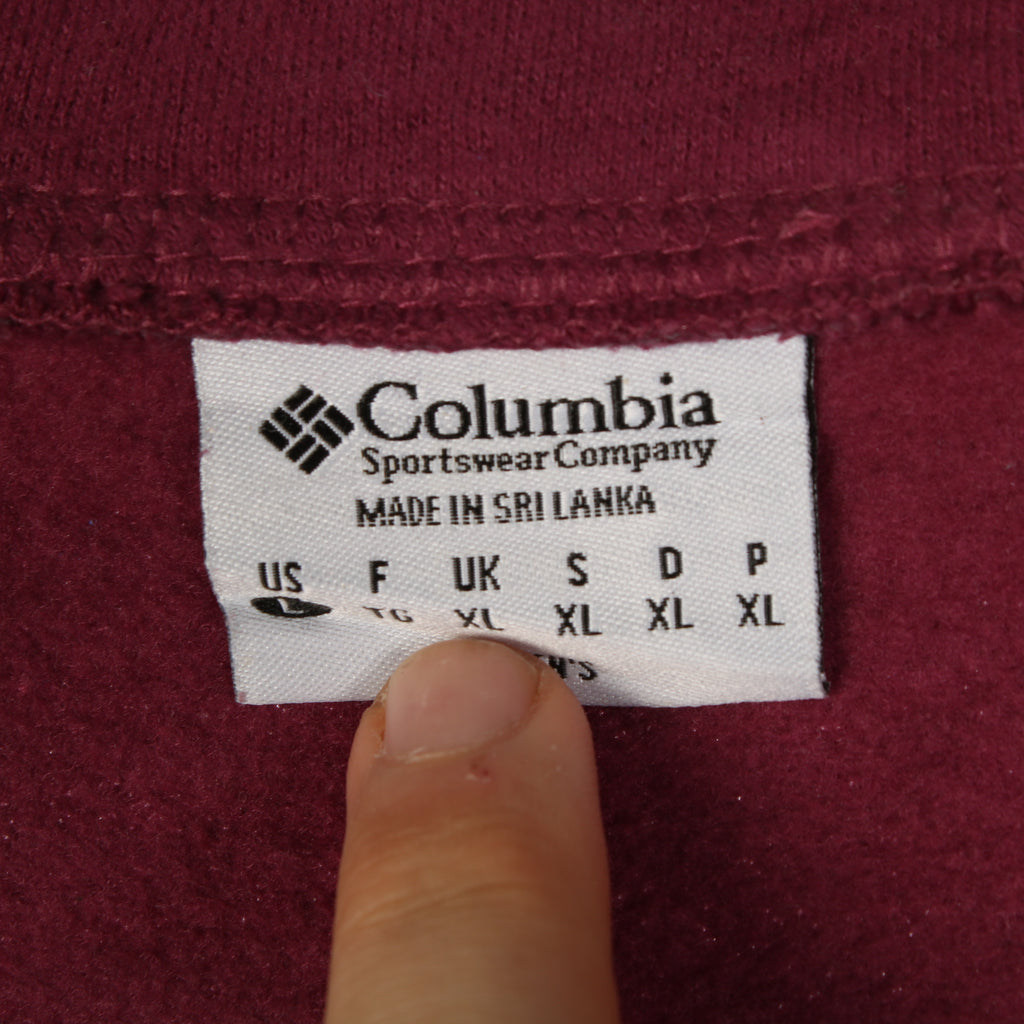 Columbia
Sportswear Company
MADE IN SRI LANKA
US F UK S D P
L TG XL XL XL XL